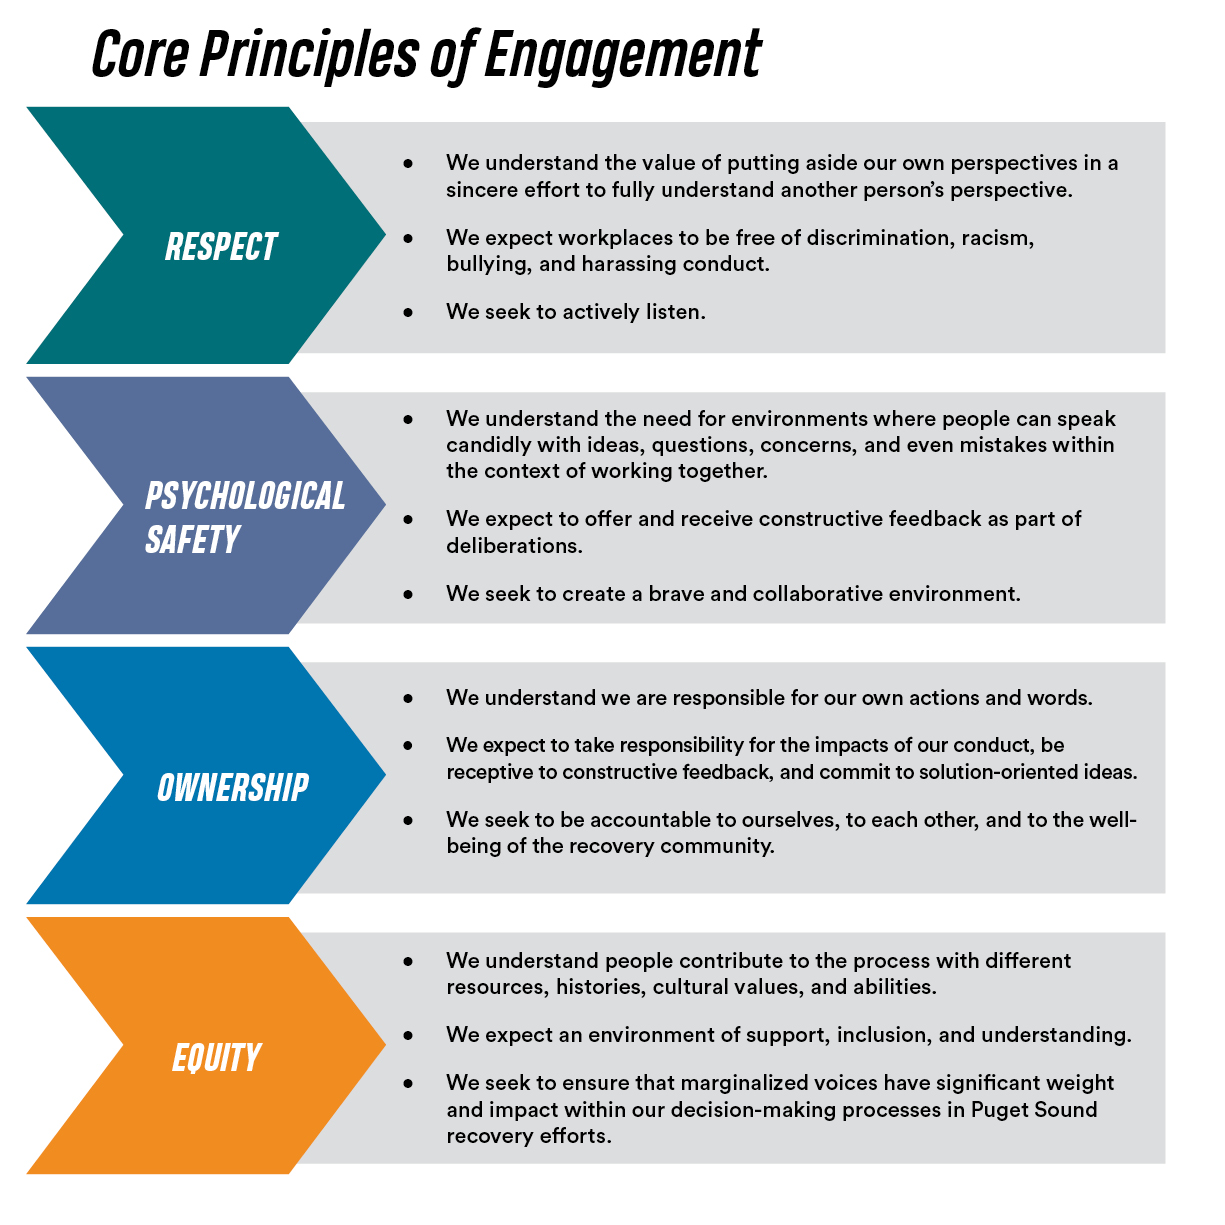 Core Principles of Engagement
RESPECT
● We understand the value of putting aside our own perspectives in a
sincere effort to fully understand another person’s perspective.
● We expect workplaces to be free of discrimination, racism,
bullying, and harassing conduct.
● We seek to actively listen.
PSYCHOLOGICAL
SAFETY
● We understand the need for environments where people can speak
candidly with ideas, questions, concerns, and even mistakes within
the context of working together.
● We expect to offer and receive constructive feedback as part of
deliberations.
● We seek to create a brave and collaborative environment.
OWNERSHIP
● We understand we are responsible for our own actions and words.
● We expect to take responsibility for the impacts of our conduct, be
receptive to constructive feedback, and commit to solution-oriented ideas.
● We seek to be accountable to ourselves, to each other, and to the well-
being of the recovery community.
EQUITY
● We understand people contribute to the process with different
resources, histories, cultural values, and abilities.
● We expect an environment of support, inclusion, and understanding.
● We seek to ensure that marginalized voices have significant weight
and impact within our decision-making processes in Puget Sound
recovery efforts.